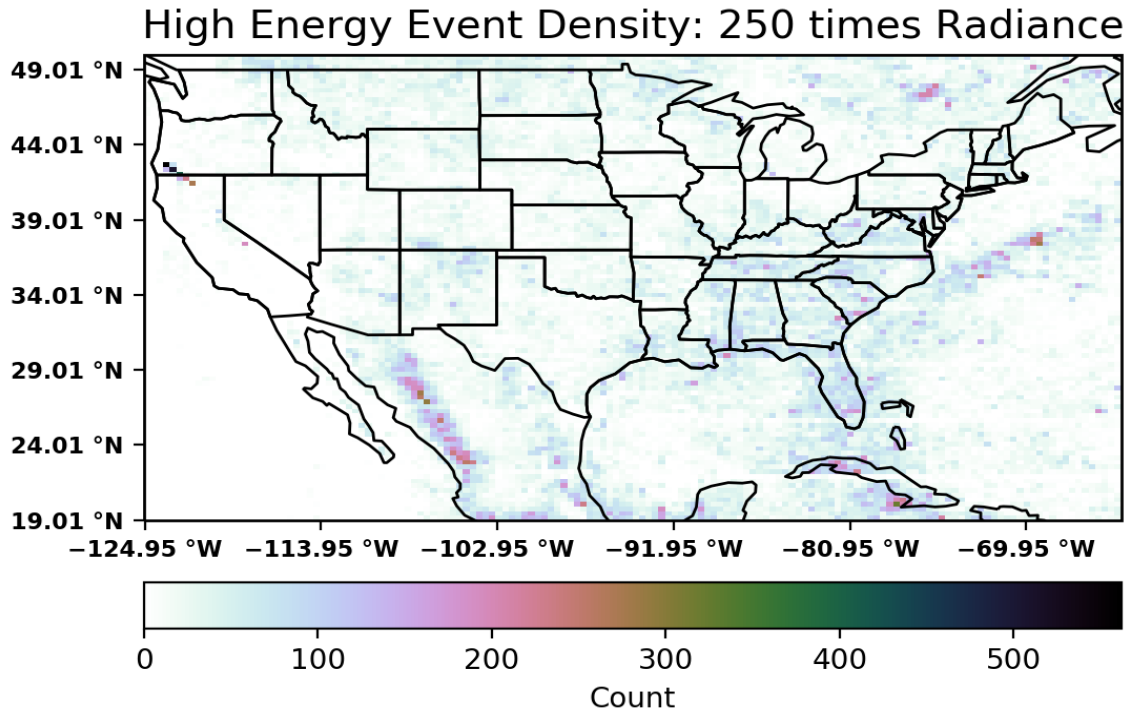 High Energy Event Density: 250 times Radiance
49.01 °N
44.01 °N
39.01 °N
34.01 °N
29.01 °N
24.01 °N
19.01 °N
−124.95 °W −113.95 °W −102.95 °W −91.95 °W −80.95 °W −69.95 °W
0 100 200 300 400 500
Count